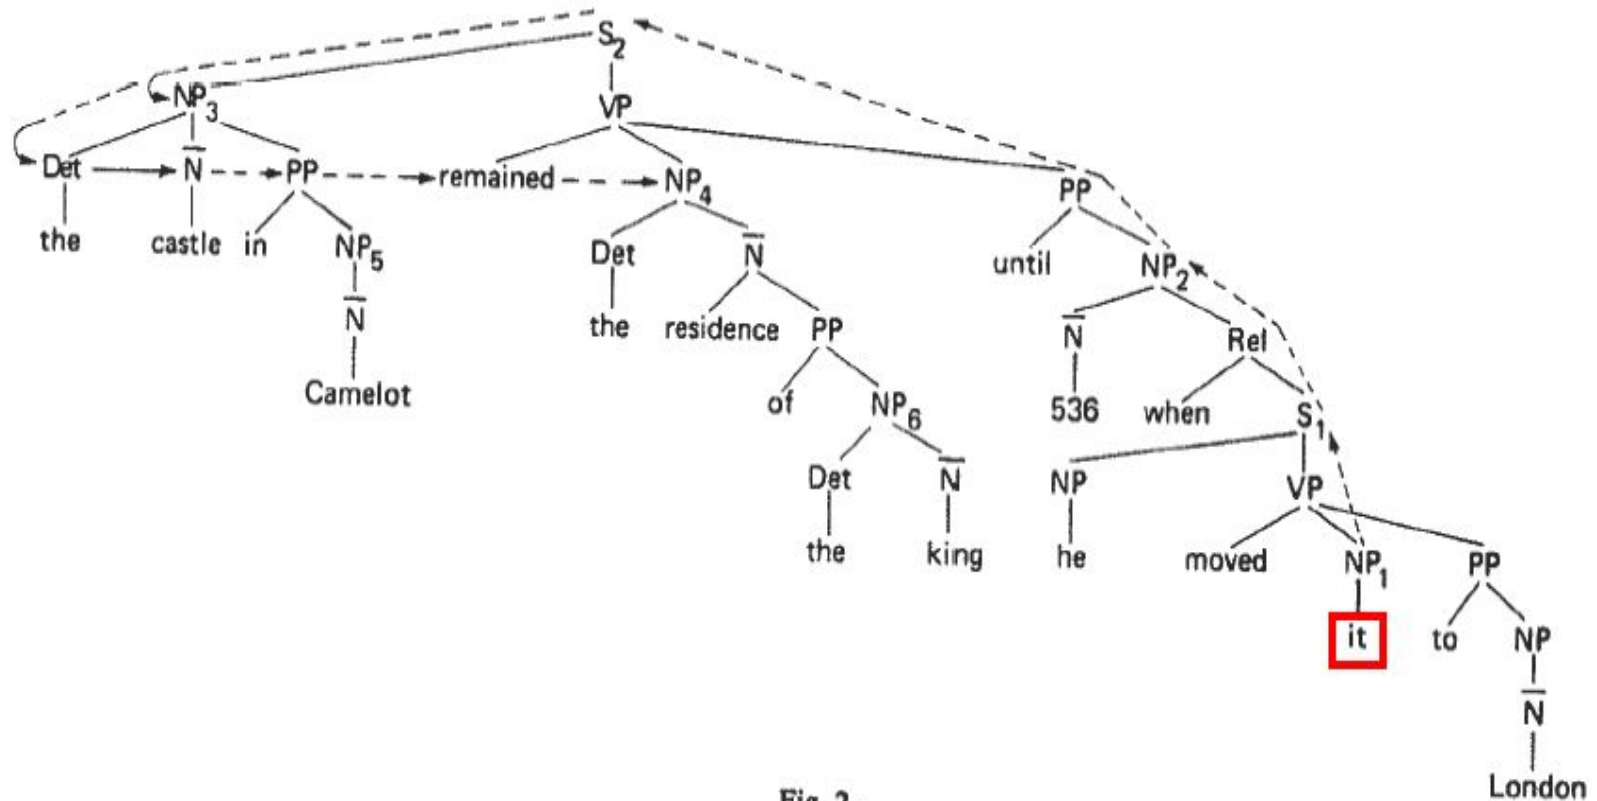 S2
NP3 VP
Det N̅ PP remained NP4 PP
the castle in NP5 Det N̅ until NP2
N̅ the residence PP N̅ Rel
Camelot of NP6 536 when S1
Det N̅ NP VP
the king he moved NP1 PP
it to NP
N̅
London
Fig. 2